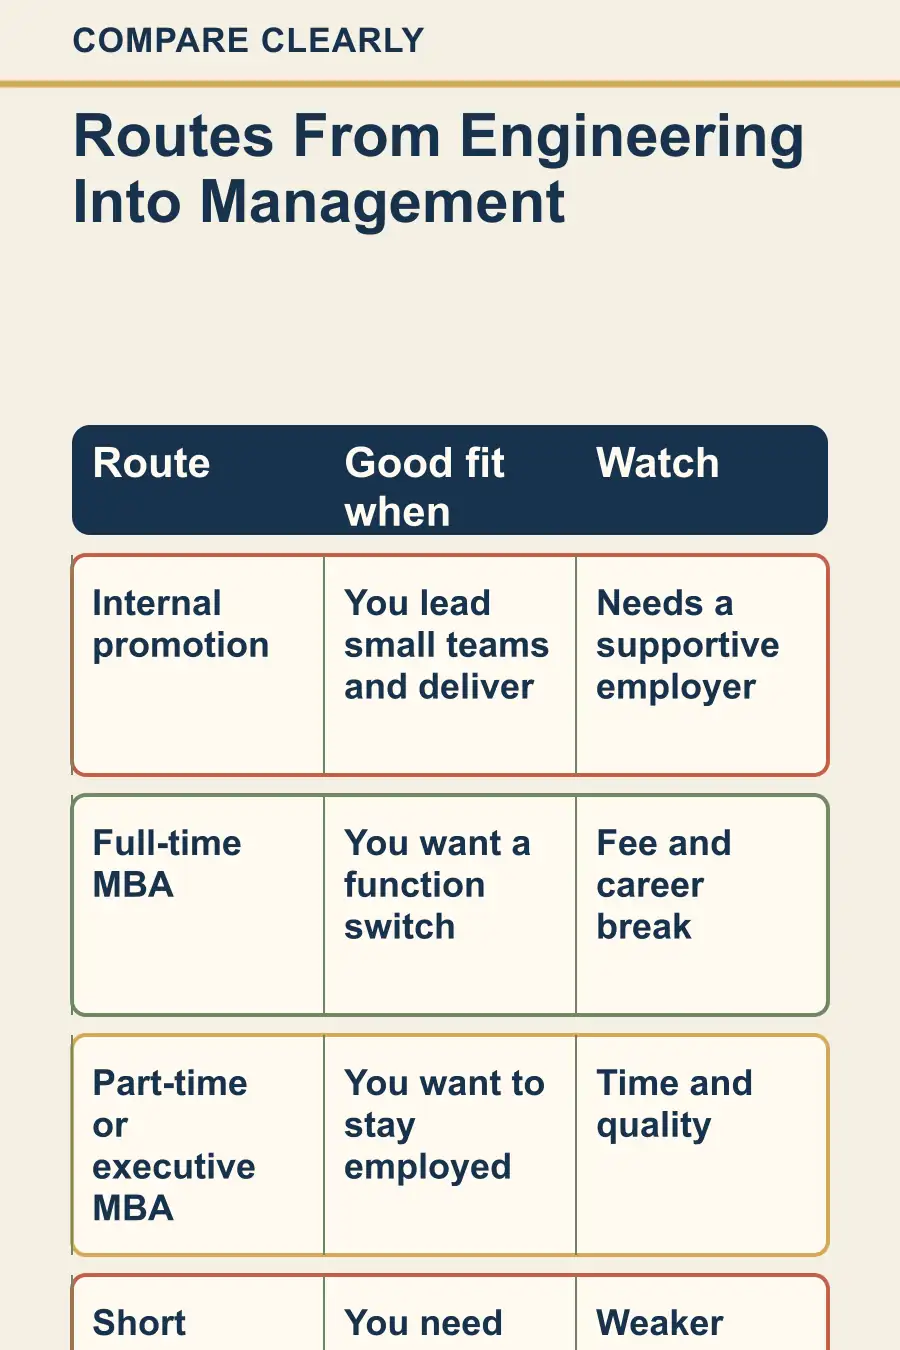 COMPARE CLEARLY
Routes From Engineering
Into Management
Route
Good fit
when
Watch
Internal
promotion
You lead
small teams
and deliver
Needs a
supportive
employer
Full-time
MBA
You want a
function
switch
Fee and
career
break
Part-time
or
executive
MBA
You want to
stay
employed
Time and
quality
Short
You need
Weaker